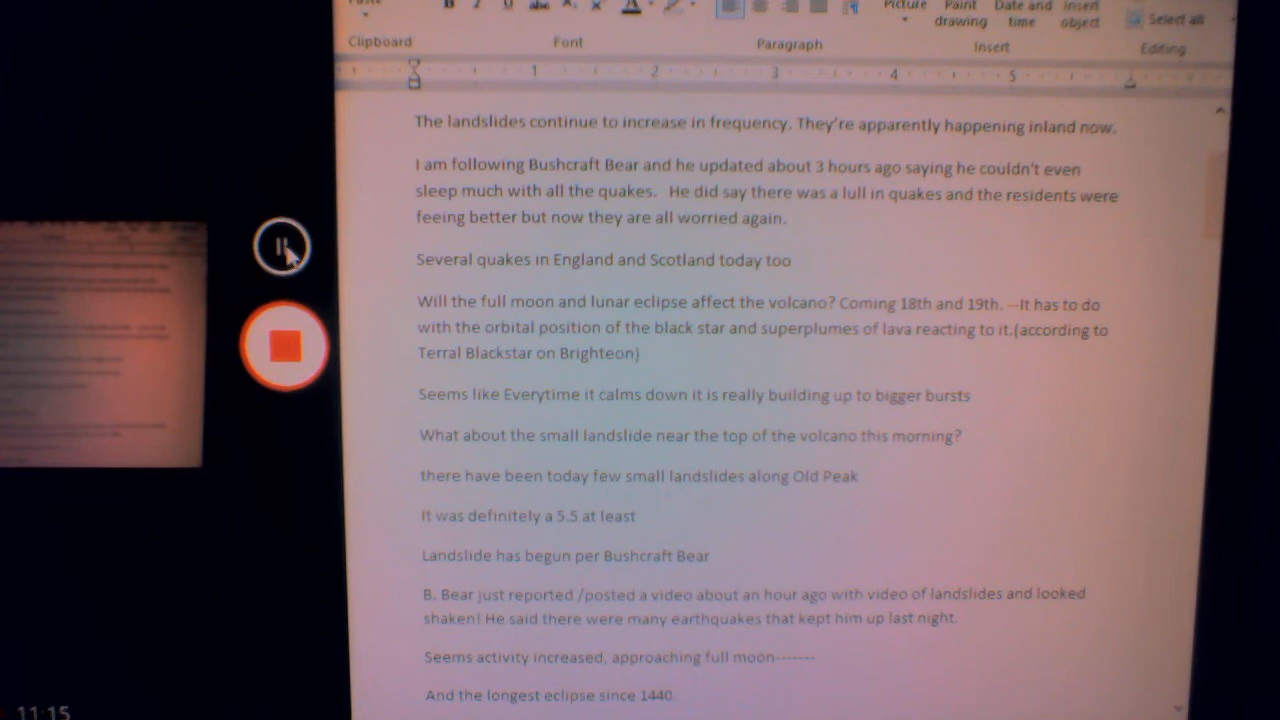 B I U abc X X A
Picture Paint drawing Date and time Insert object Select all
Clipboard Font Paragraph Insert Editing
1 2 3 4 5
The landslides continue to increase in frequency. They're apparently happening inland now.
I am following Bushcraft Bear and he updated about 3 hours ago saying he couldn't even
sleep much with all the quakes. He did say there was a lull in quakes and the residents were
feeing better but now they are all worried again.
Several quakes in England and Scotland today too
Will the full moon and lunar eclipse affect the volcano? Coming 18th and 19th. --It has to do
with the orbital position of the black star and superplumes of lava reacting to it.(according to
Terral Blackstar on Brighteon)
Seems like Everytime it calms down it is really building up to bigger bursts
What about the small landslide near the top of the volcano this morning?
there have been today few small landslides along Old Peak
It was definitely a 5.5 at least
Landslide has begun per Bushcraft Bear
B. Bear just reported /posted a video about an hour ago with video of landslides and looked
shaken! He said there were many earthquakes that kept him up last night.
Seems activity increased, approaching full moon-------
And the longest eclipse since 1440.
11:15